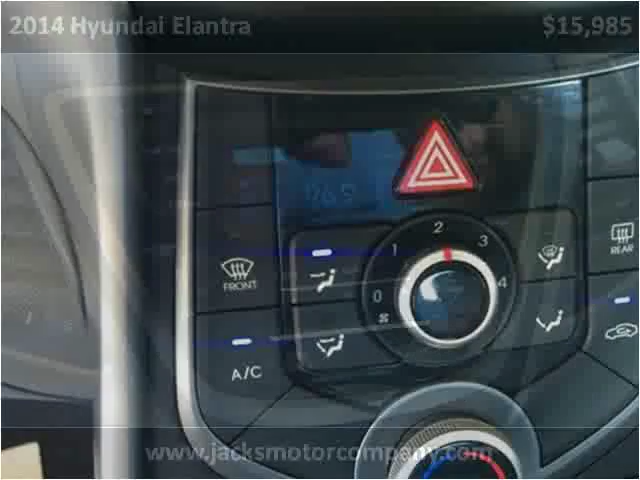 2014 Hyundai Elantra $15,985
2
1 3
FRONT REAR
0 4
A/C
www.jacksmotorcompany.com